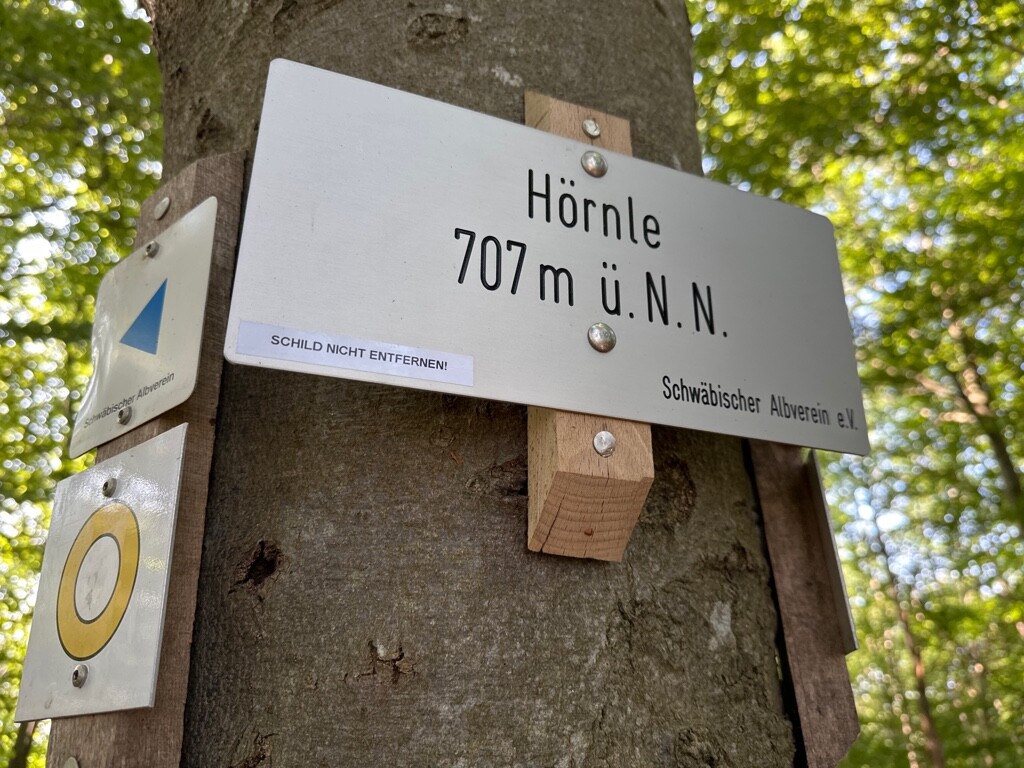 Hörnle
707 m ü. N. N.
SCHILD NICHT ENTFERNEN!
Schwäbischer Albverein e.V.
Schwäbischer Albverein